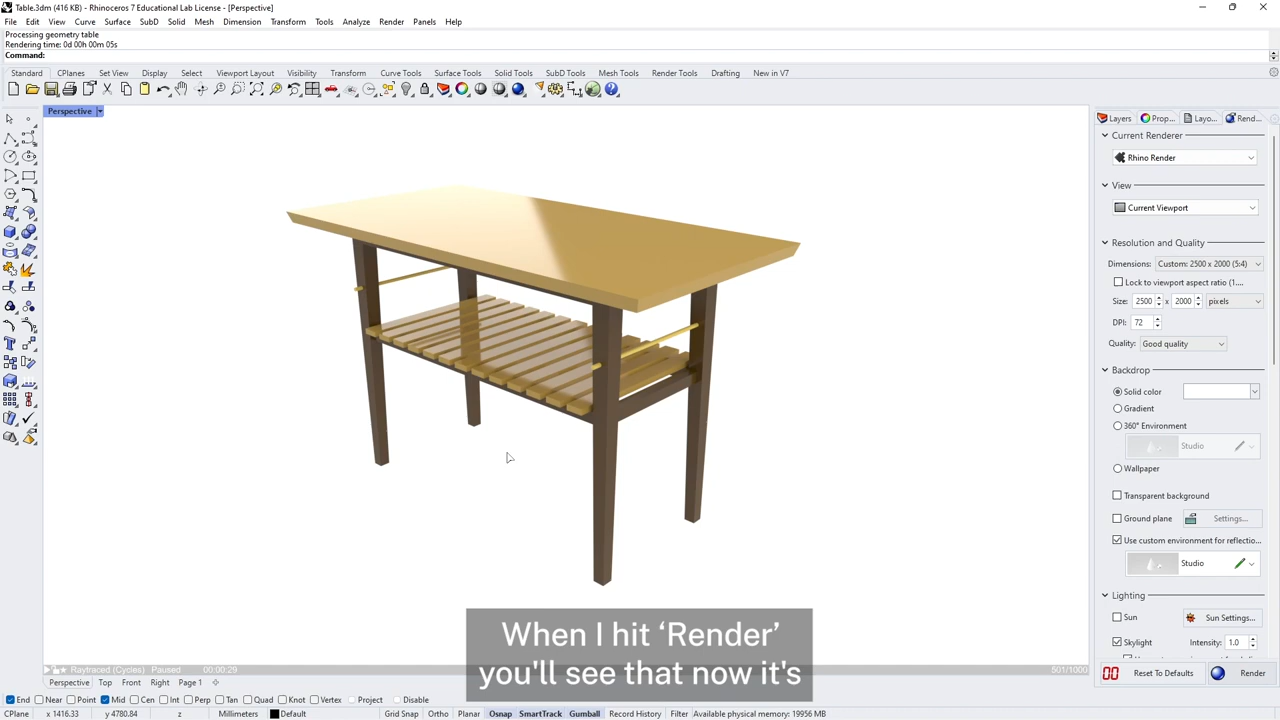 Table.3dm (416 KB) - Rhinoceros 7 Educational Lab License - [Perspective]
File Edit View Curve Surface SubD Solid Mesh Dimension Transform Tools Analyze Render Panels Help
Processing geometry table
Rendering time: 0d 00h 00m 05s
Command:
Standard CPlanes Set View Display Select Viewport Layout Visibility Transform Curve Tools Surface Tools Solid Tools SubD Tools Mesh Tools Render Tools Drafting New in V7
Perspective
Layers Prop... Layo... Rend...
Current Renderer
Rhino Render
View
Current Viewport
Resolution and Quality
Dimensions: Custom: 2500 x 2000 (5:4)
Lock to viewport aspect ratio (1....
Size: 2500 x 2000 pixels
DPI: 72
Quality: Good quality
Backdrop
Solid color
Gradient
360° Environment
Studio
Wallpaper
Transparent background
Ground plane Settings...
Use custom environment for reflectio...
Studio
Lighting
Sun Sun Settings...
Skylight Intensity: 1.0
Reset To Defaults Render
When I hit ‘Render’
you'll see that now it's
Raytraced (Cycles) Paused 00:00:29 501/1000
Perspective Top Front Right Page 1
End Near Point Mid Cen Int Perp Tan Quad Knot Vertex Project Disable
CPlane x 1416.33 y 4780.84 z Millimeters Default Grid Snap Ortho Planar Osnap SmartTrack Gumball Record History Filter Available physical memory: 19956 MB